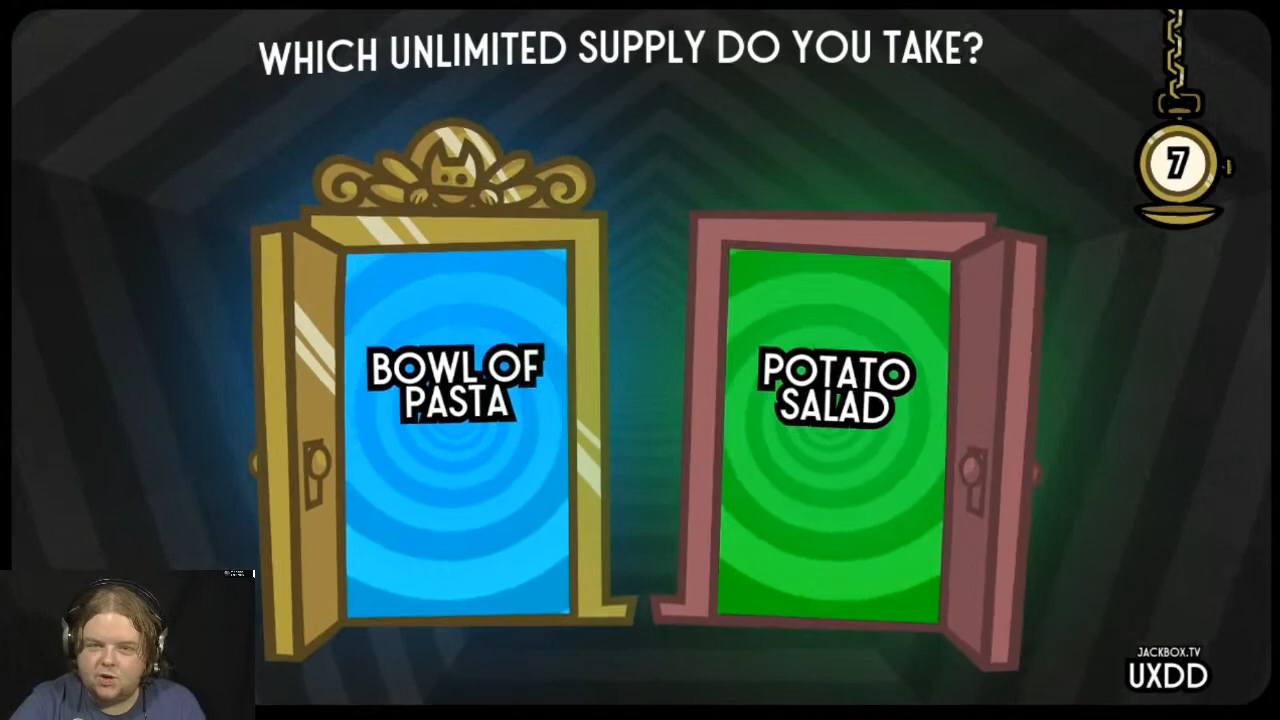 WHICH UNLIMITED SUPPLY DO YOU TAKE?
7
BOWL OF
PASTA
POTATO
SALAD
JACKBOX.TV
UXDD